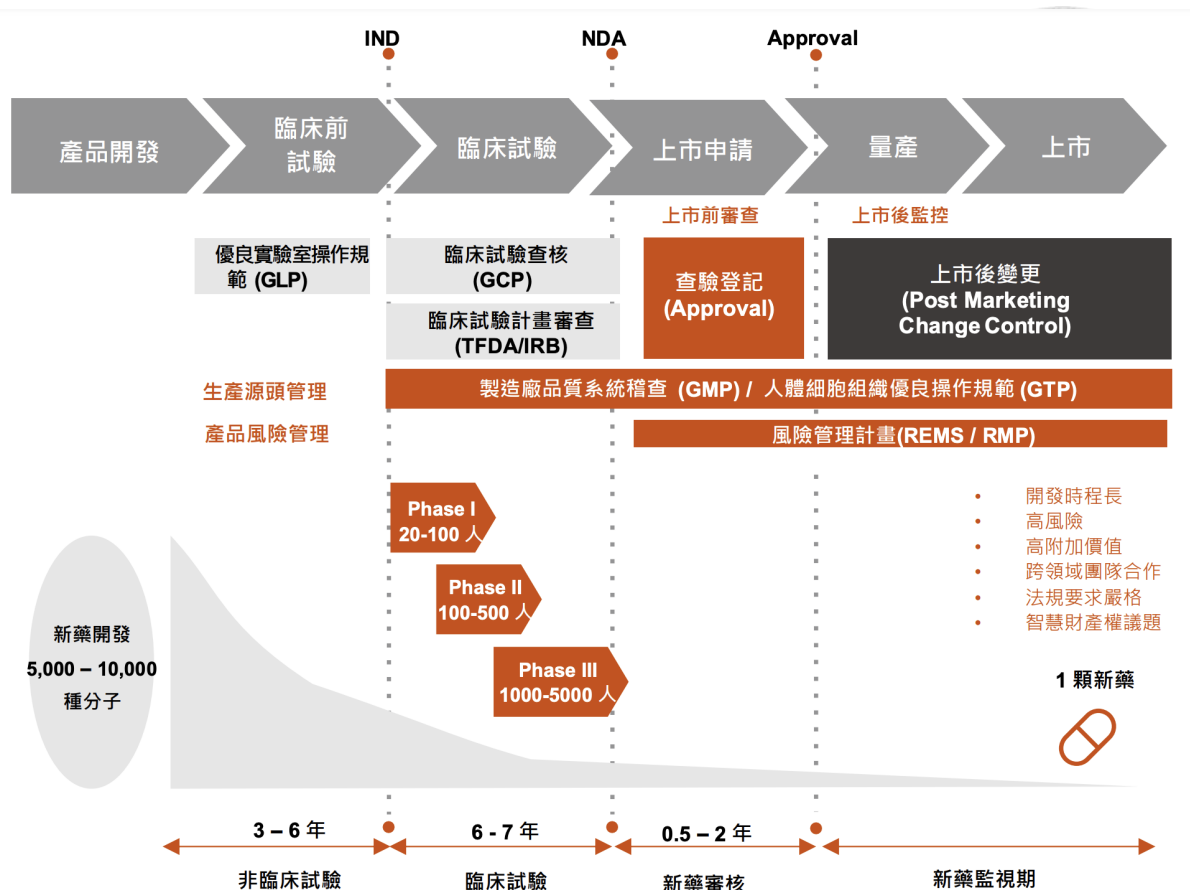 IND
NDA
Approval
產品開發
臨床前
試驗
臨床試驗
上市申請
量產
上市
上市前審查
上市後監控
優良實驗室操作規
範 (GLP)
臨床試驗查核
(GCP)
臨床試驗計畫審查
(TFDA/IRB)
查驗登記
(Approval)
上市後變更
(Post Marketing
Change Control)
生產源頭管理
製造廠品質系統稽查 (GMP) / 人體細胞組織優良操作規範 (GTP)
產品風險管理
風險管理計畫(REMS / RMP)
Phase I
20-100 人
Phase II
100-500 人
Phase III
1000-5000 人
• 開發時程長
• 高風險
• 高附加價值
• 跨領域團隊合作
• 法規要求嚴格
• 智慧財產權議題
新藥開發
5,000 – 10,000
種分子
1 顆新藥
3 – 6 年
6 - 7 年
0.5 – 2 年
非臨床試驗
臨床試驗
新藥審核
新藥監視期